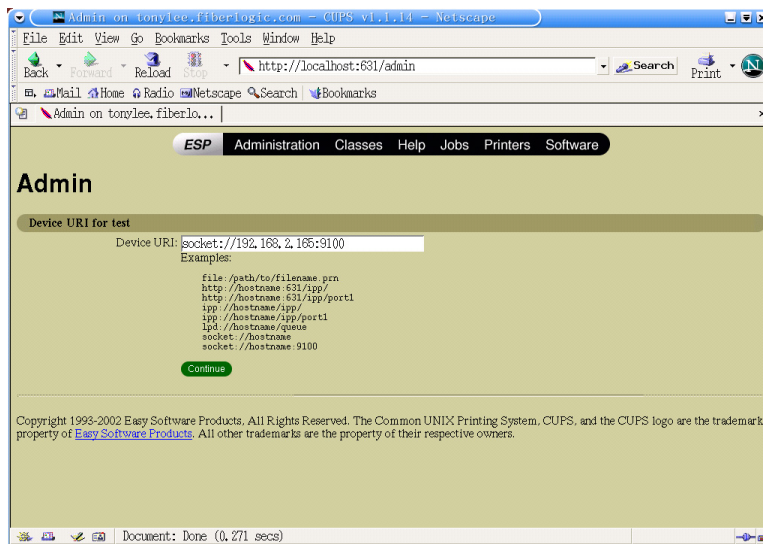 Admin on tonylee.fiberlogic.com - CUPS v1.1.14 - Netscape
File Edit View Go Bookmarks Tools Window Help
Back Forward Reload Stop http://localhost:631/admin Search Print
Mail Home Radio Netscape Search Bookmarks
Admin on tonylee.fiberlo...
ESP Administration Classes Help Jobs Printers Software
Admin
Device URI for test
Device URI: socket://192.168.2.165:9100
Examples:
file:/path/to/filename.prn
http://hostname:631/ipp/
http://hostname:631/ipp/port1
ipp://hostname/ipp/
ipp://hostname/ipp/port1
lpd://hostname/queue
socket://hostname
socket://hostname:9100
Continue
Copyright 1993-2002 Easy Software Products, All Rights Reserved. The Common UNIX Printing System, CUPS, and the CUPS logo are the trademark
property of Easy Software Products. All other trademarks are the property of their respective owners.
Document: Done (0.271 secs)